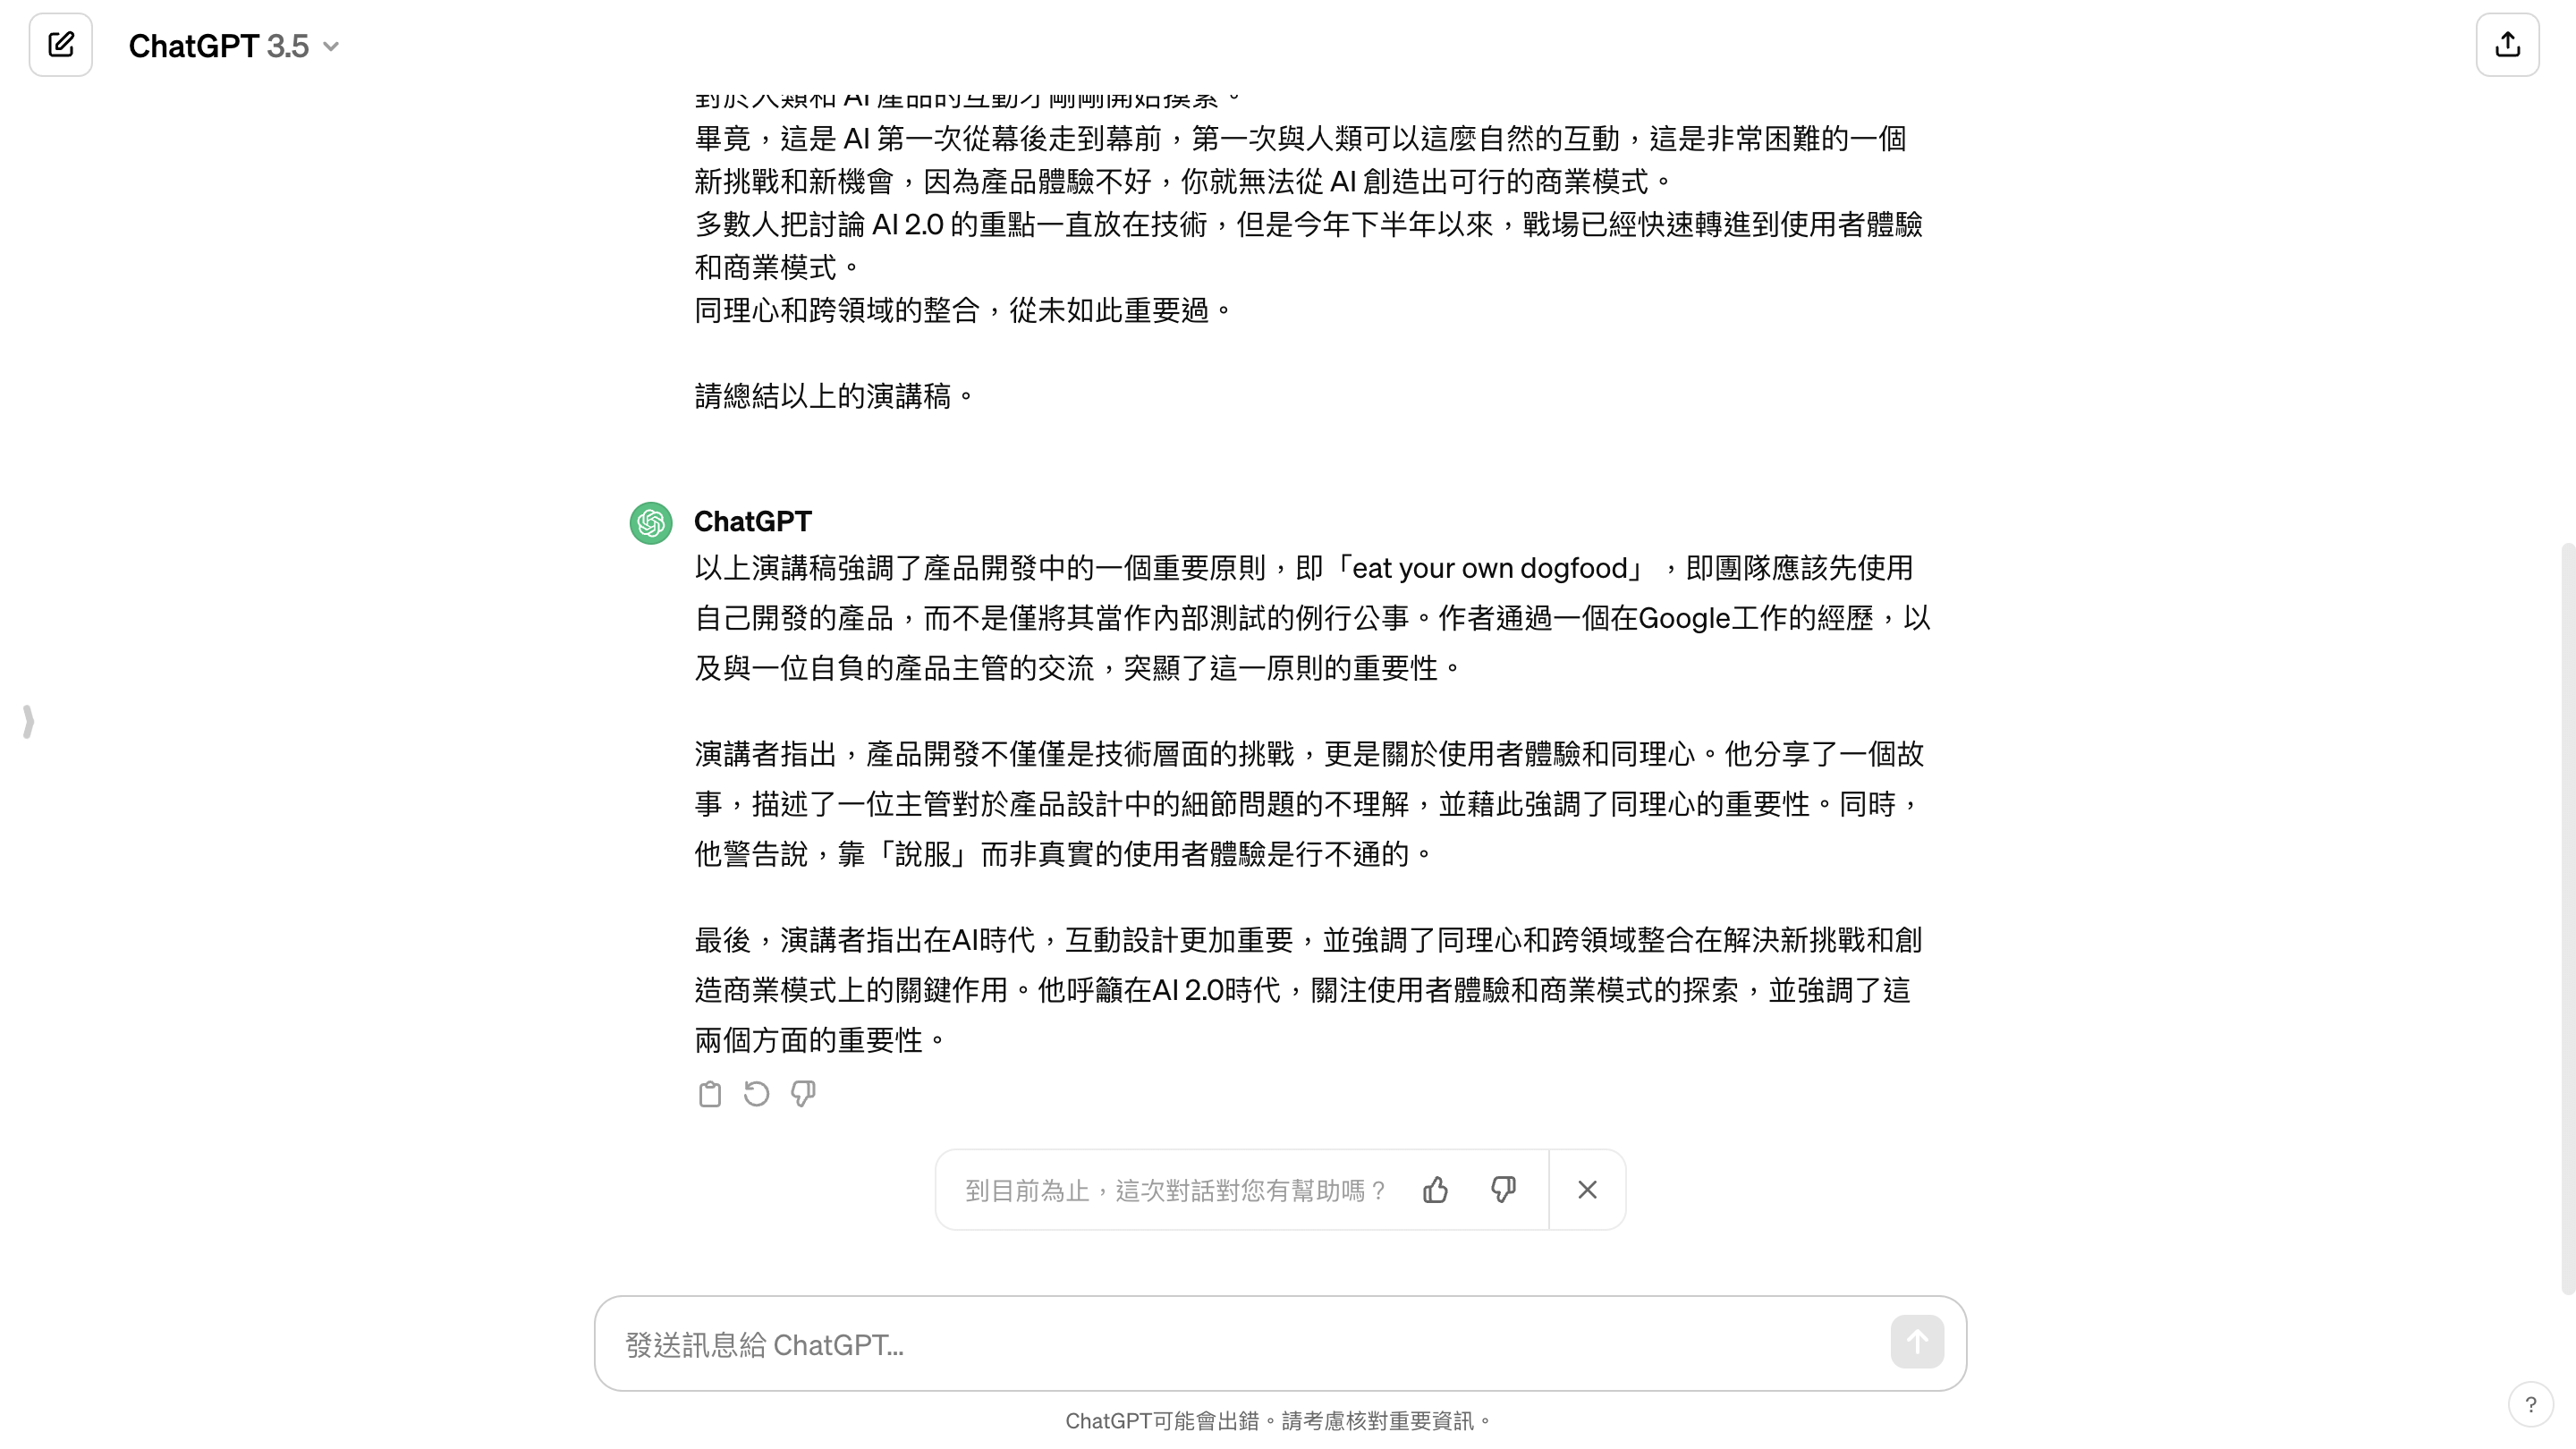 ChatGPT 3.5
對於人類和 AI 產品的互動才剛剛開始摸索。
畢竟，這是 AI 第一次從幕後走到幕前，第一次與人類可以這麼自然的互動，這是非常困難的一個
新挑戰和新機會，因為產品體驗不好，你就無法從 AI 創造出可行的商業模式。
多數人把討論 AI 2.0 的重點一直放在技術，但是今年下半年以來，戰場已經快速轉進到使用者體驗
和商業模式。
同理心和跨領域的整合，從未如此重要過。
請總結以上的演講稿。
ChatGPT
以上演講稿強調了產品開發中的一個重要原則，即「eat your own dogfood」，即團隊應該先使用
自己開發的產品，而不是僅將其當作內部測試的例行公事。作者通過一個在Google工作的經歷，以
及與一位自負的產品主管的交流，突顯了這一原則的重要性。
演講者指出，產品開發不僅僅是技術層面的挑戰，更是關於使用者體驗和同理心。他分享了一個故
事，描述了一位主管對於產品設計中的細節問題的不理解，並藉此強調了同理心的重要性。同時，
他警告說，靠「說服」而非真實的使用者體驗是行不通的。
最後，演講者指出在AI時代，互動設計更加重要，並強調了同理心和跨領域整合在解決新挑戰和創
造商業模式上的關鍵作用。他呼籲在AI 2.0時代，關注使用者體驗和商業模式的探索，並強調了這
兩個方面的重要性。
到目前為止，這次對話對您有幫助嗎？
發送訊息給 ChatGPT…
ChatGPT可能會出錯。請考慮核對重要資訊。
?